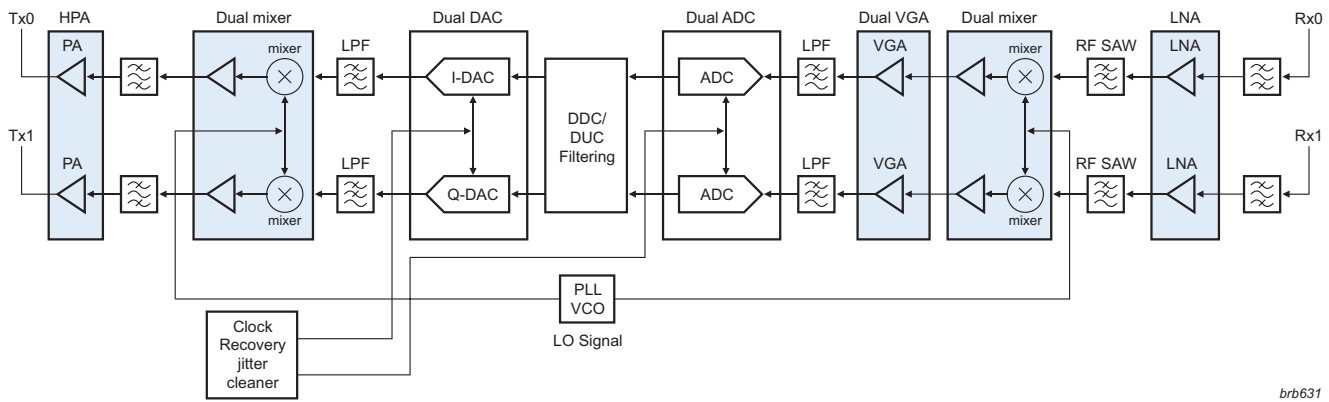 Tx0
HPA
Dual mixer
Dual DAC
Dual ADC
Dual VGA
Dual mixer
LNA
Rx0
PA
mixer
LPF
I-DAC
ADC
LPF
VGA
mixer
RF SAW
LNA
DDC/
DUC
Filtering
Tx1
PA
mixer
LPF
Q-DAC
ADC
LPF
VGA
mixer
RF SAW
LNA
Rx1
PLL
VCO
LO Signal
Clock
Recovery
jitter
cleaner
brb631